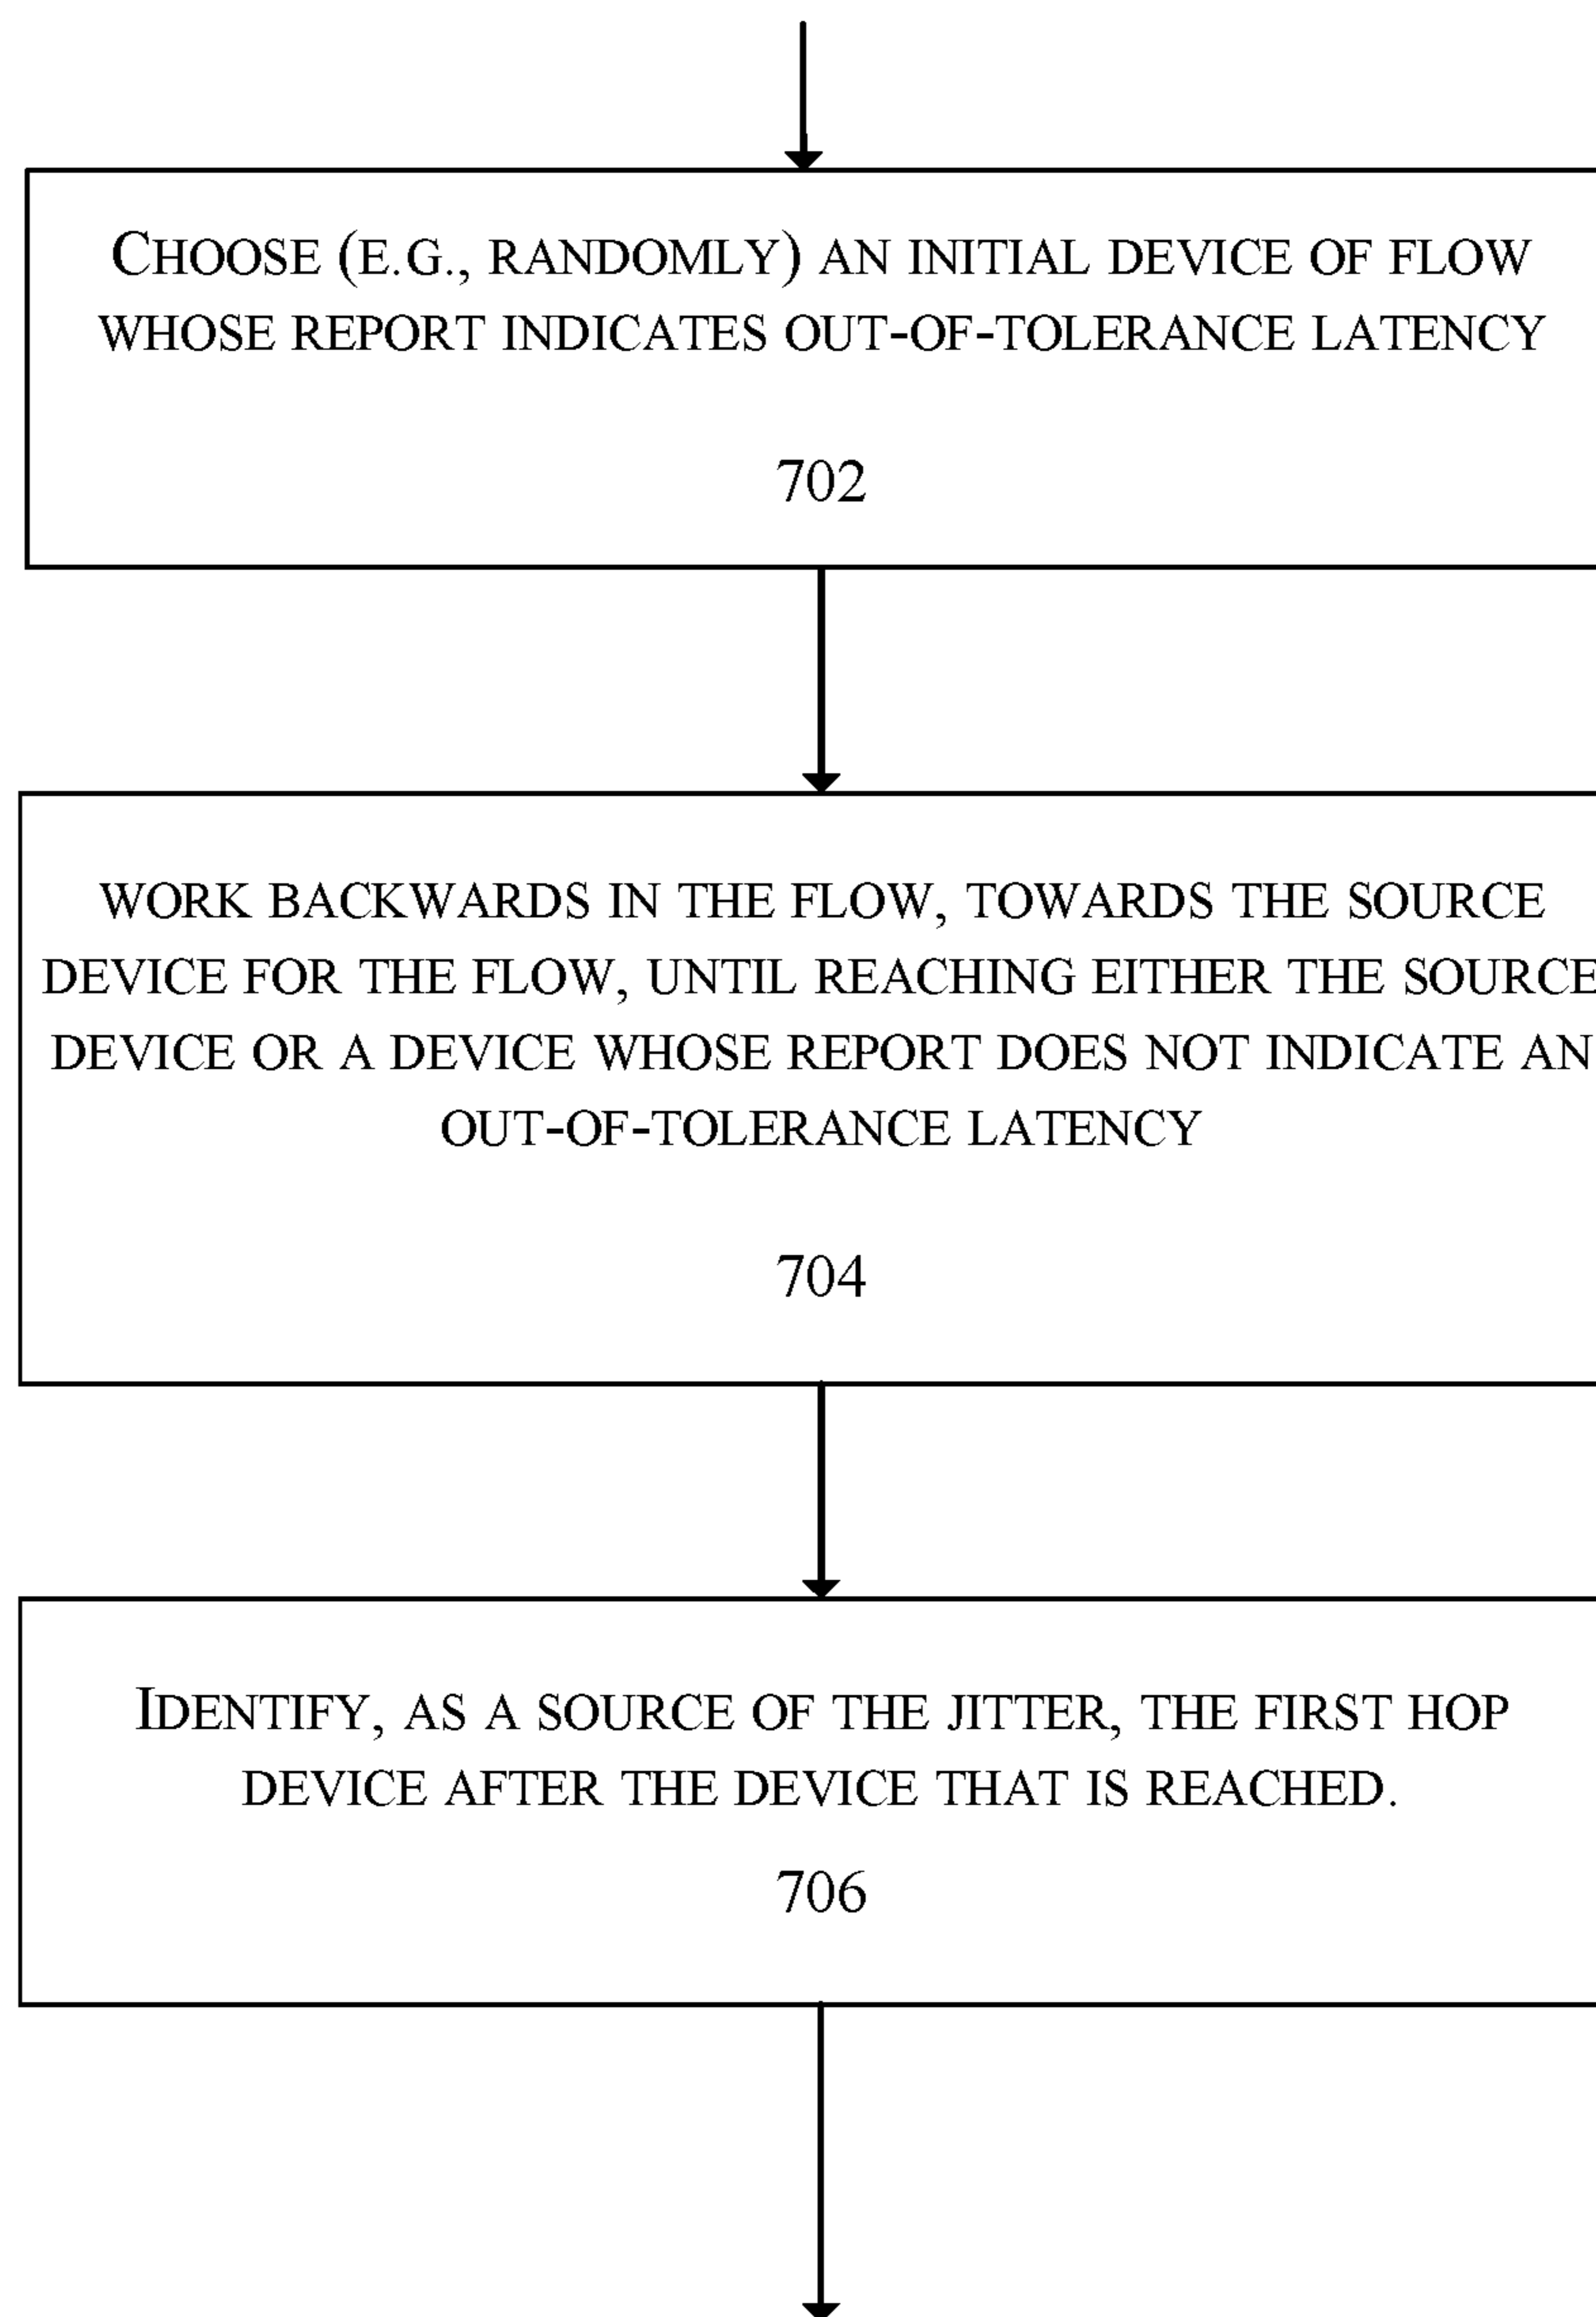 CHOOSE (E.G., RANDOMLY) AN INITIAL DEVICE OF FLOW
WHOSE REPORT INDICATES OUT-OF-TOLERANCE LATENCY
702
WORK BACKWARDS IN THE FLOW, TOWARDS THE SOURCE
DEVICE FOR THE FLOW, UNTIL REACHING EITHER THE SOURCE
DEVICE OR A DEVICE WHOSE REPORT DOES NOT INDICATE AN
OUT-OF-TOLERANCE LATENCY
704
IDENTIFY, AS A SOURCE OF THE JITTER, THE FIRST HOP
DEVICE AFTER THE DEVICE THAT IS REACHED.
706